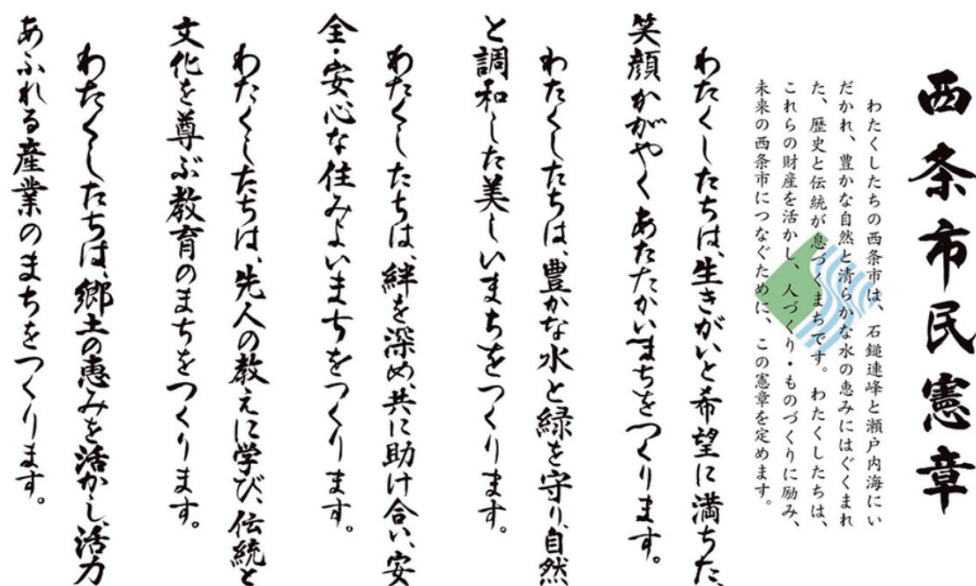 西条市民憲章
わたくしたちの西条市は、石鎚連峰と瀬戸内海にい
だかれ、豊かな自然と清らかな水の恵みにはぐくまれ
た、歴史と伝統が息づくまちです。わたくしたちは、
これらの財産を活かし、人づくり・ものづくりに励み、
未来の西条市につなぐために、この憲章を定めます。
わたくしたちは、生きがいと希望に満ちた、
笑顔かがやくあたたかいまちをつくります。
わたくしたちは、豊かな水と緑を守り、自然
と調和した美しいまちをつくります。
わたくしたちは、絆を深め、共に助け合い、安
全・安心な住みよいまちをつくります。
わたくしたちは、先人の教えに学び、伝統と
文化を尊ぶ教育のまちをつくります。
わたくしたちは、郷土の恵みを活かし、活力
あふれる産業のまちをつくります。